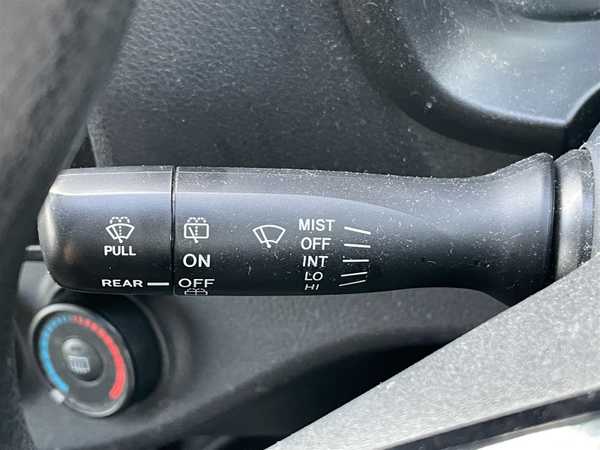 PULL
REAR
ON
OFF
MIST
OFF
INT
LO
HI